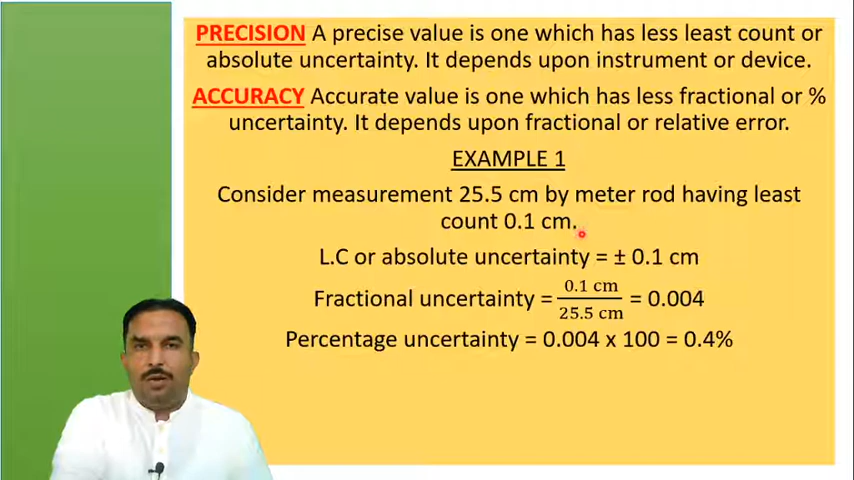 PRECISION A precise value is one which has less least count or
absolute uncertainty. It depends upon instrument or device.
ACCURACY Accurate value is one which has less fractional or %
uncertainty. It depends upon fractional or relative error.
EXAMPLE 1
Consider measurement 25.5 cm by meter rod having least
count 0.1 cm.
L.C or absolute uncertainty = ± 0.1 cm
Fractional uncertainty = 0.1 cm / 25.5 cm = 0.004
Percentage uncertainty = 0.004 x 100 = 0.4%